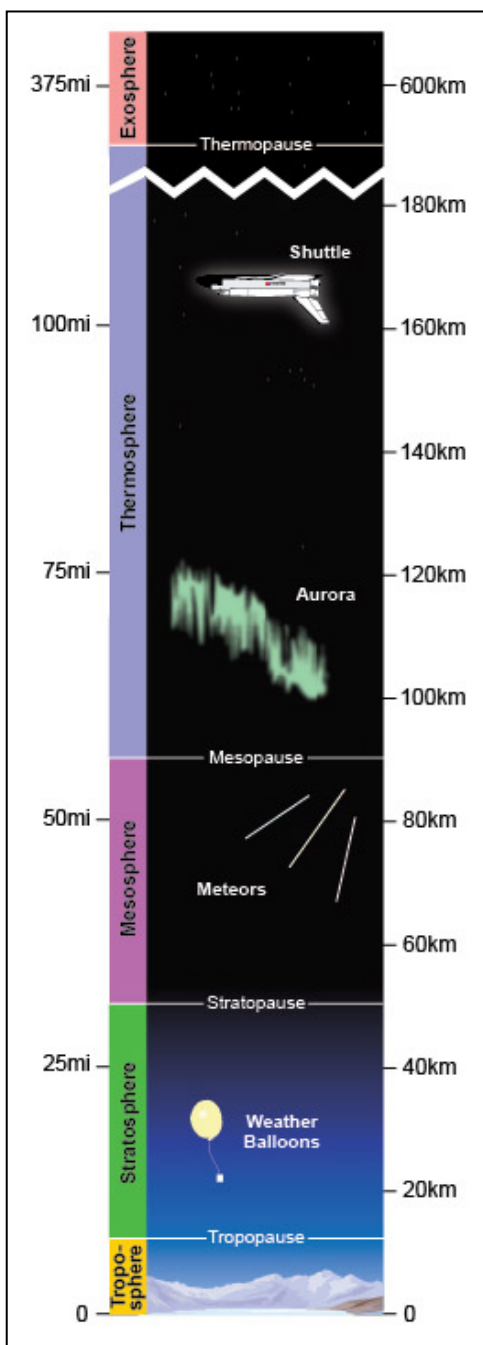 375mi
600km
Exosphere
Thermopause
180km
Shuttle
100mi
160km
Thermosphere
140km
75mi
120km
Aurora
100km
Mesopause
50mi
80km
Mesosphere
Meteors
60km
Stratopause
25mi
40km
Stratosphere
Weather
Balloons
20km
Tropopause
Tropo-
sphere
0
0